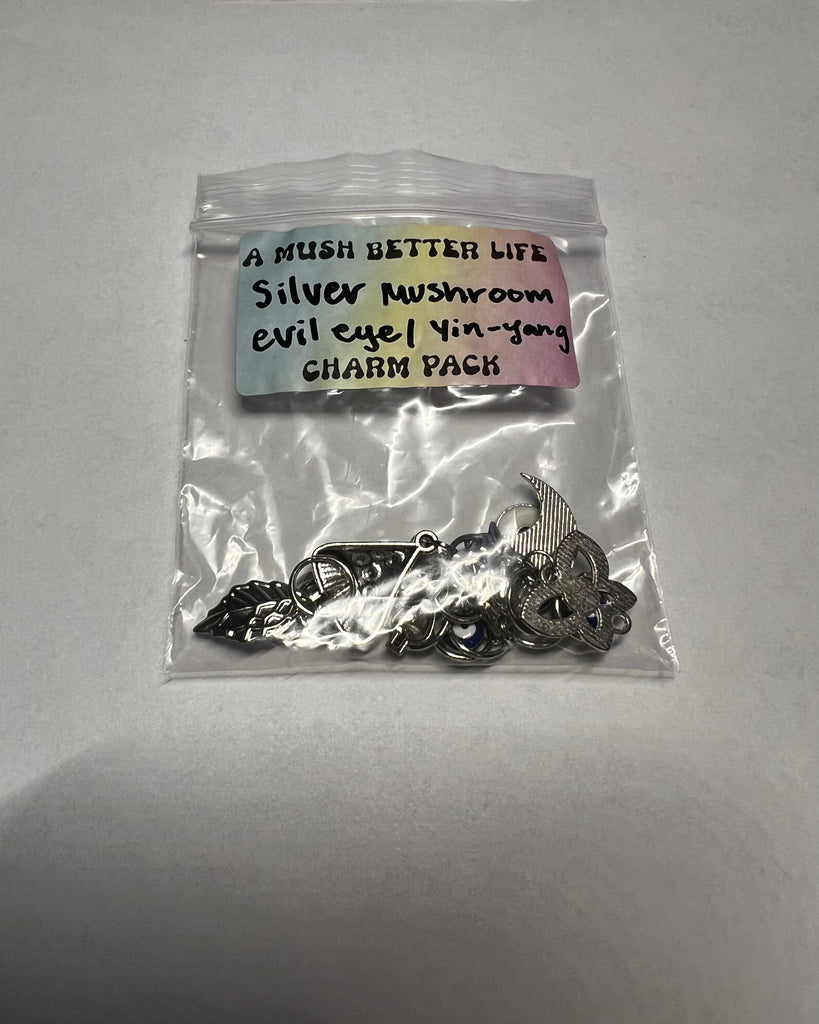 A MUSH BETTER LIFE
Silver Mushroom
evil eye/ Yin-Yang
CHARM PACK